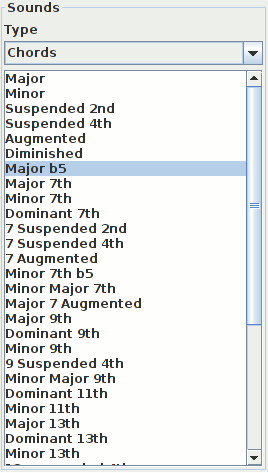 Sounds
Type
Chords
Major
Minor
Suspended 2nd
Suspended 4th
Augmented
Diminished
Major b5
Major 7th
Minor 7th
Dominant 7th
7 Suspended 2nd
7 Suspended 4th
7 Augmented
Minor 7th b5
Minor Major 7th
Major 7 Augmented
Major 9th
Dominant 9th
Minor 9th
9 Suspended 4th
Minor Major 9th
Dominant 11th
Minor 11th
Major 13th
Dominant 13th
Minor 13th